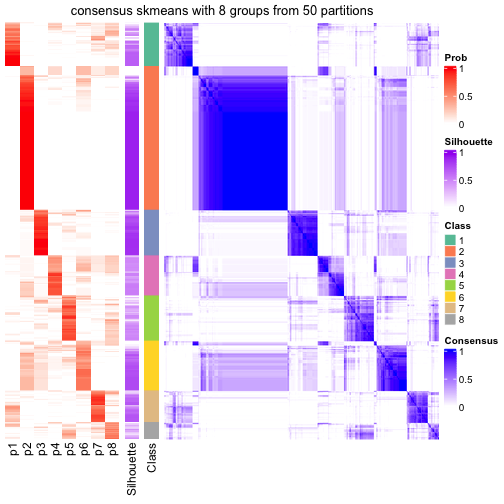 consensus skmeans with 8 groups from 50 partitions
Prob
1
0.5
0
Silhouette
1
0.5
0
Class
1
2
3
4
5
6
7
8
Consensus
1
0.5
0
p1
p2
p3
p4
p5
p6
p7
p8
Silhouette
Class